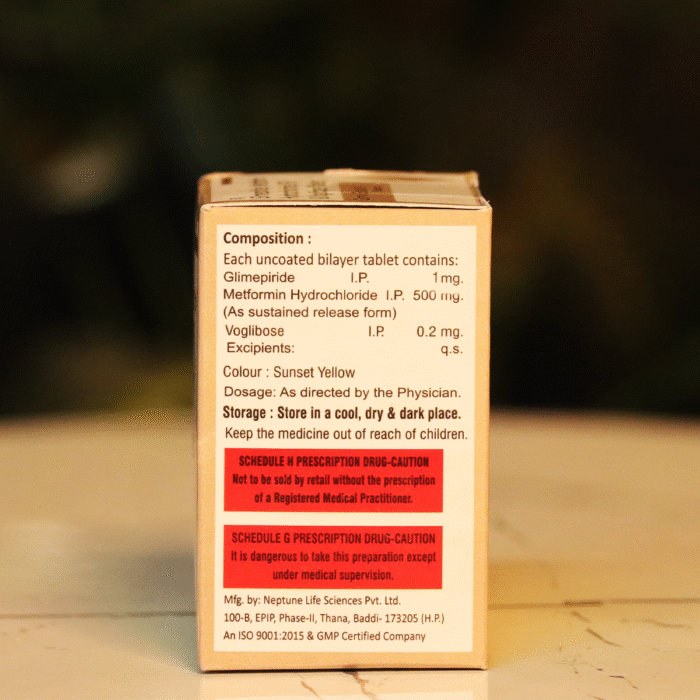 Composition :
Each uncoated bilayer tablet contains:
Glimepiride I.P. 1mg.
Metformin Hydrochloride I.P. 500 mg.
(As sustained release form)
Voglibose I.P. 0.2 mg.
Excipients: q.s.
Colour : Sunset Yellow
Dosage: As directed by the Physician.
Storage : Store in a cool, dry & dark place.
Keep the medicine out of reach of children.
SCHEDULE H PRESCRIPTION DRUG-CAUTION
Not to be sold by retail without the prescription
of a Registered Medical Practitioner.
SCHEDULE G PRESCRIPTION DRUG-CAUTION
It is dangerous to take this preparation except
under medical supervision.
Mfg. by: Neptune Life Sciences Pvt. Ltd.
100-B, EPIP, Phase-II, Thana, Baddi- 173205 (H.P.)
An ISO 9001:2015 & GMP Certified Company